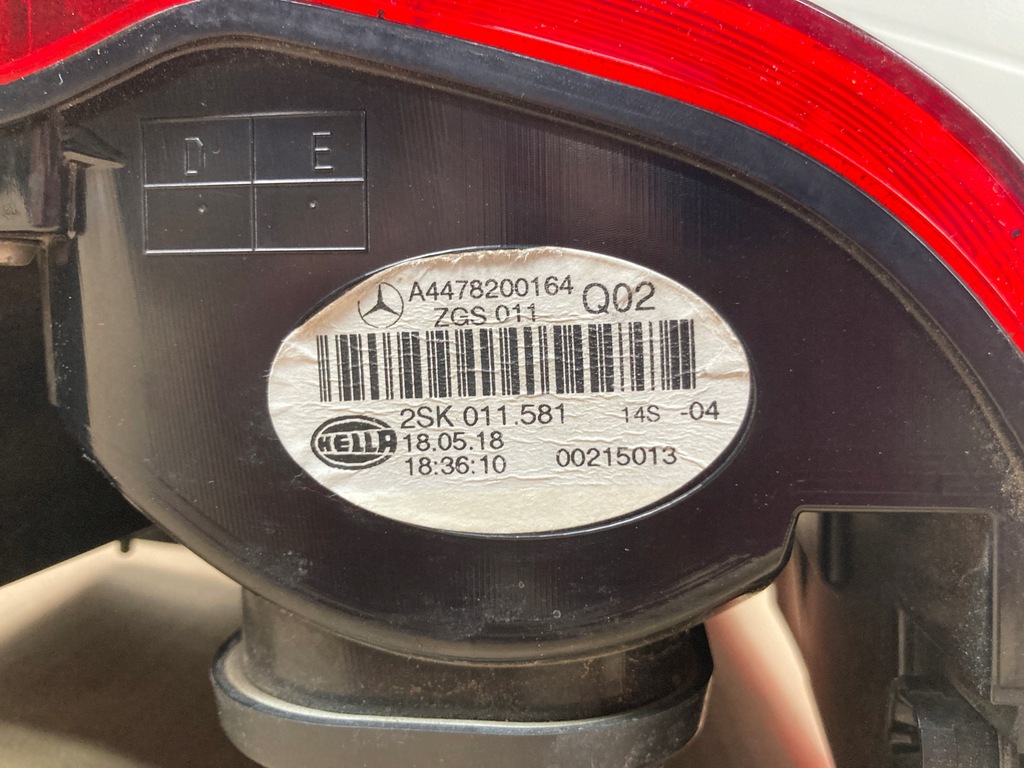 D E
A4478200164 Q02
ZGS 011
2SK 011.581 14S -04
HELLA 18.05.18
18:36:10 00215013